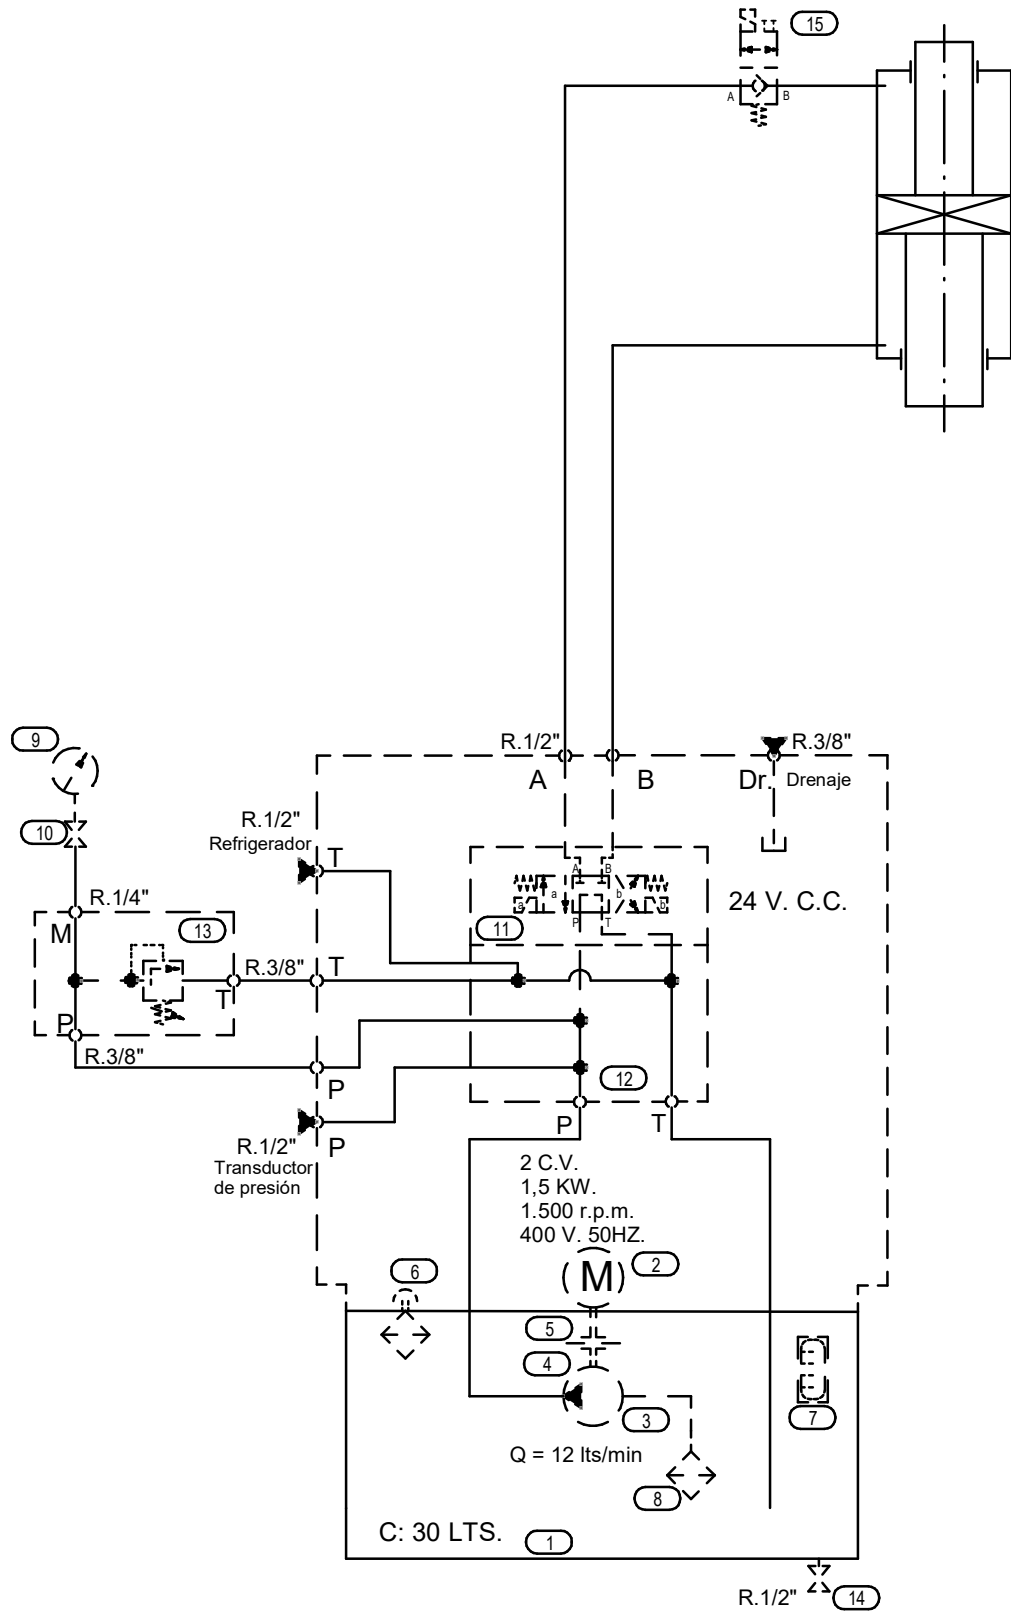 15
A
B
9
R.1/2"
R.3/8"
A
B
Dr.
Drenaje
10
R.1/2"
Refrigerador
T
A
B
a
a
b
b
24 V. C.C.
R.1/4"
P
T
11
M
13
T
R.3/8"
T
P
R.3/8"
P
12
P
T
R.1/2"
P
Transductor
de presión
2 C.V.
1,5 KW.
1.500 r.p.m.
400 V. 50HZ.
6
M
2
5
4
7
3
Q = 12 lts/min
8
C: 30 LTS.
1
R.1/2"
14